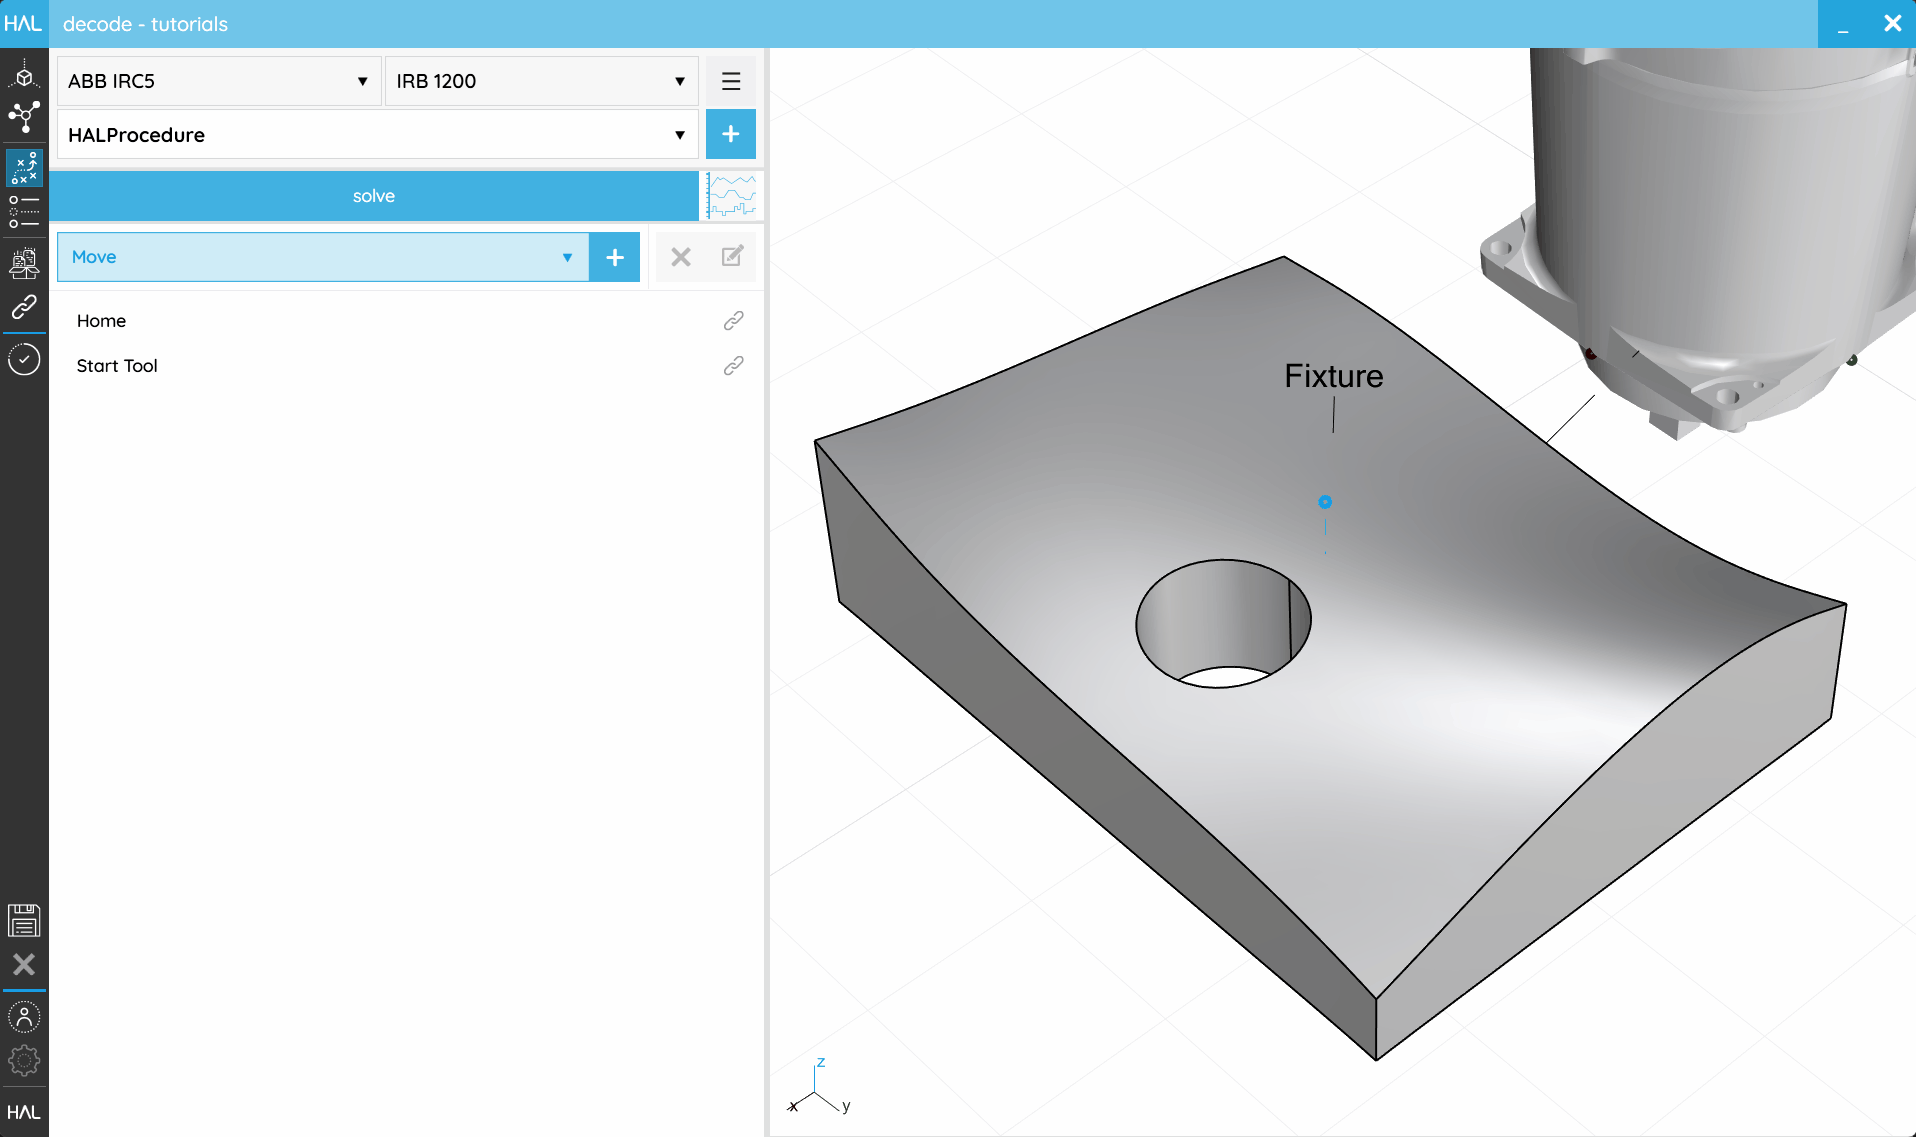 HAL decode - tutorials
ABB IRC5 IRB 1200
HALProcedure
solve
Move
Home
Start Tool
Fixture
z
x y
HAL